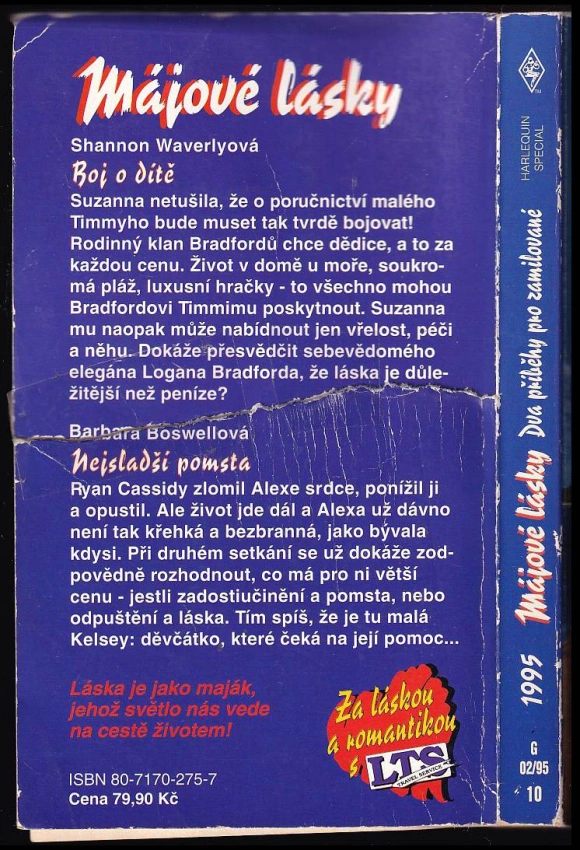 Májové lásky
Shannon Waverlyová
Boj o dítě
Suzanna netušila, že o poručnictví malého
Timmyho bude muset tak tvrdě bojovat!
Rodinný klan Bradfordů chce dědice, a to za
každou cenu. Život v domě u moře, soukro-
má pláž, luxusní hračky - to všechno mohou
Bradfordovi Timmimu poskytnout. Suzanna
mu naopak může nabídnout jen vřelost, péči
a něhu. Dokáže přesvědčit sebevědomého
elegána Logana Bradforda, že láska je důle-
žitější než peníze?
Barbara Boswellová
Nejsladší pomsta
Ryan Cassidy zlomil Alexe srdce, ponížil ji
a opustil. Ale život jde dál a Alexa už dávno
není tak křehká a bezbranná, jako bývala
kdysi. Při druhém setkání se už dokáže zod-
povědně rozhodnout, co má pro ni větší
cenu - jestli zadostiučinění a pomsta, nebo
odpuštění a láska. Tím spíš, že je tu malá
Kelsey: děvčátko, které čeká na její pomoc...
Láska je jako maják,
jehož světlo nás vede
na cestě životem!
Za láskou
a romantikou
s LTS
TRAVEL SERVICE
ISBN 80-7170-275-7
Cena 79,90 Kč
HARLEQUIN
SPECIAL
Dva příběhy pro zamilované
Májové lásky
1995
G
02/95
10